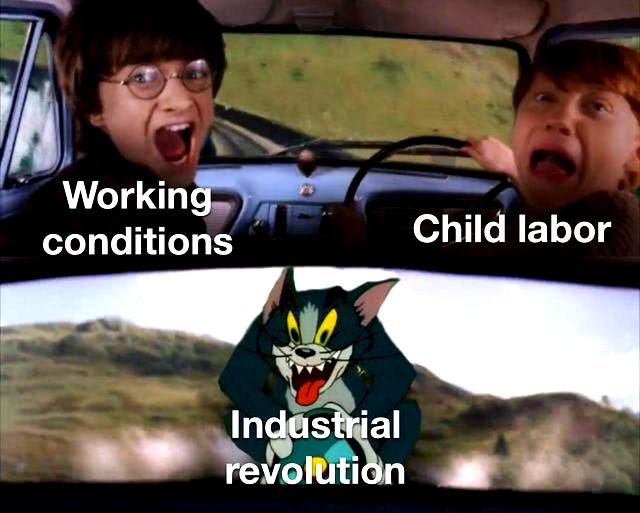 Working
conditions
Child labor
Industrial
revolution